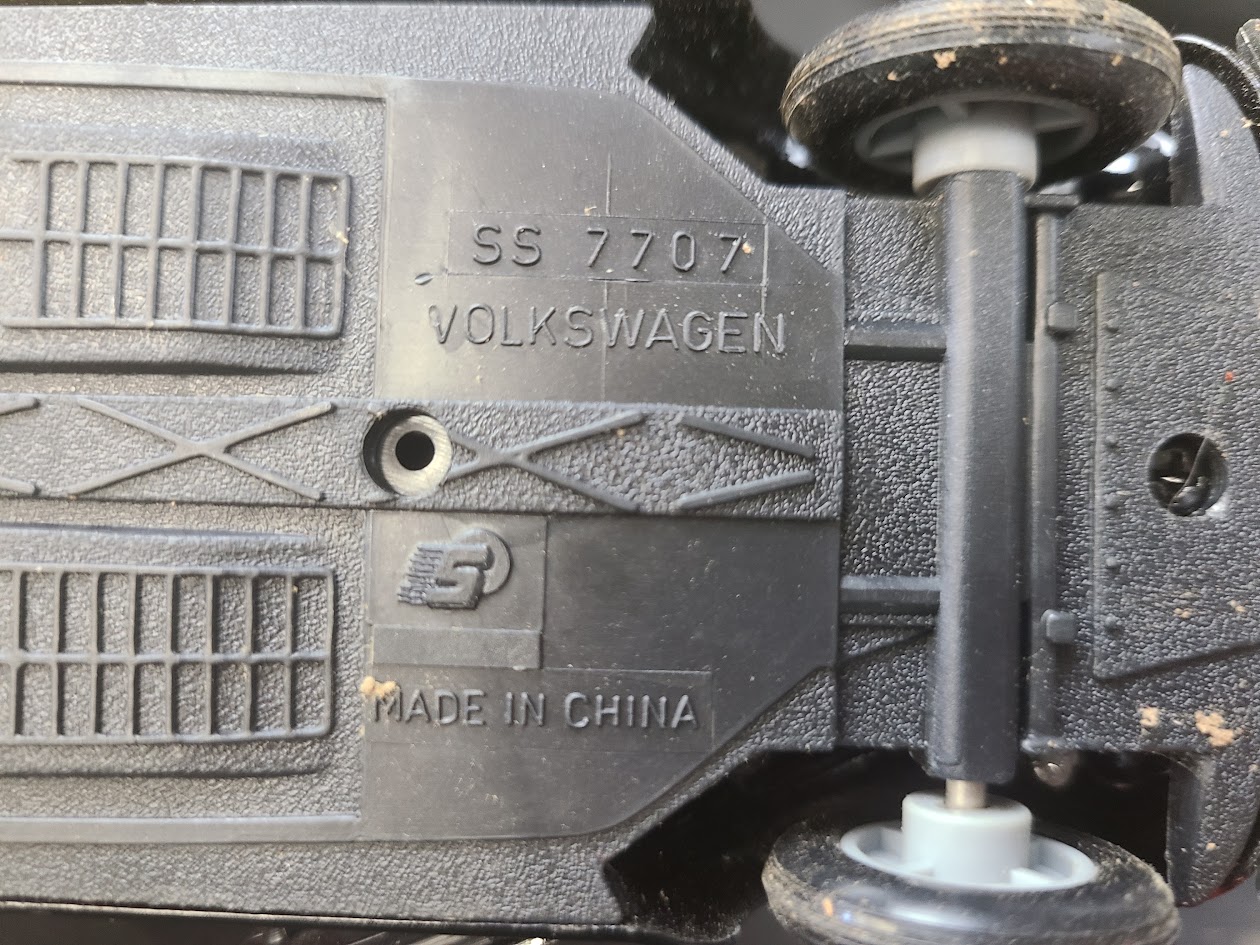 SS 7707
VOLKSWAGEN
S
MADE IN CHINA